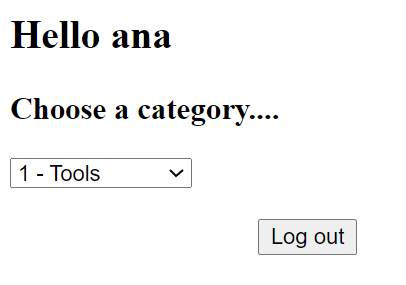 Hello ana
Choose a category....
1 - Tools
Log out